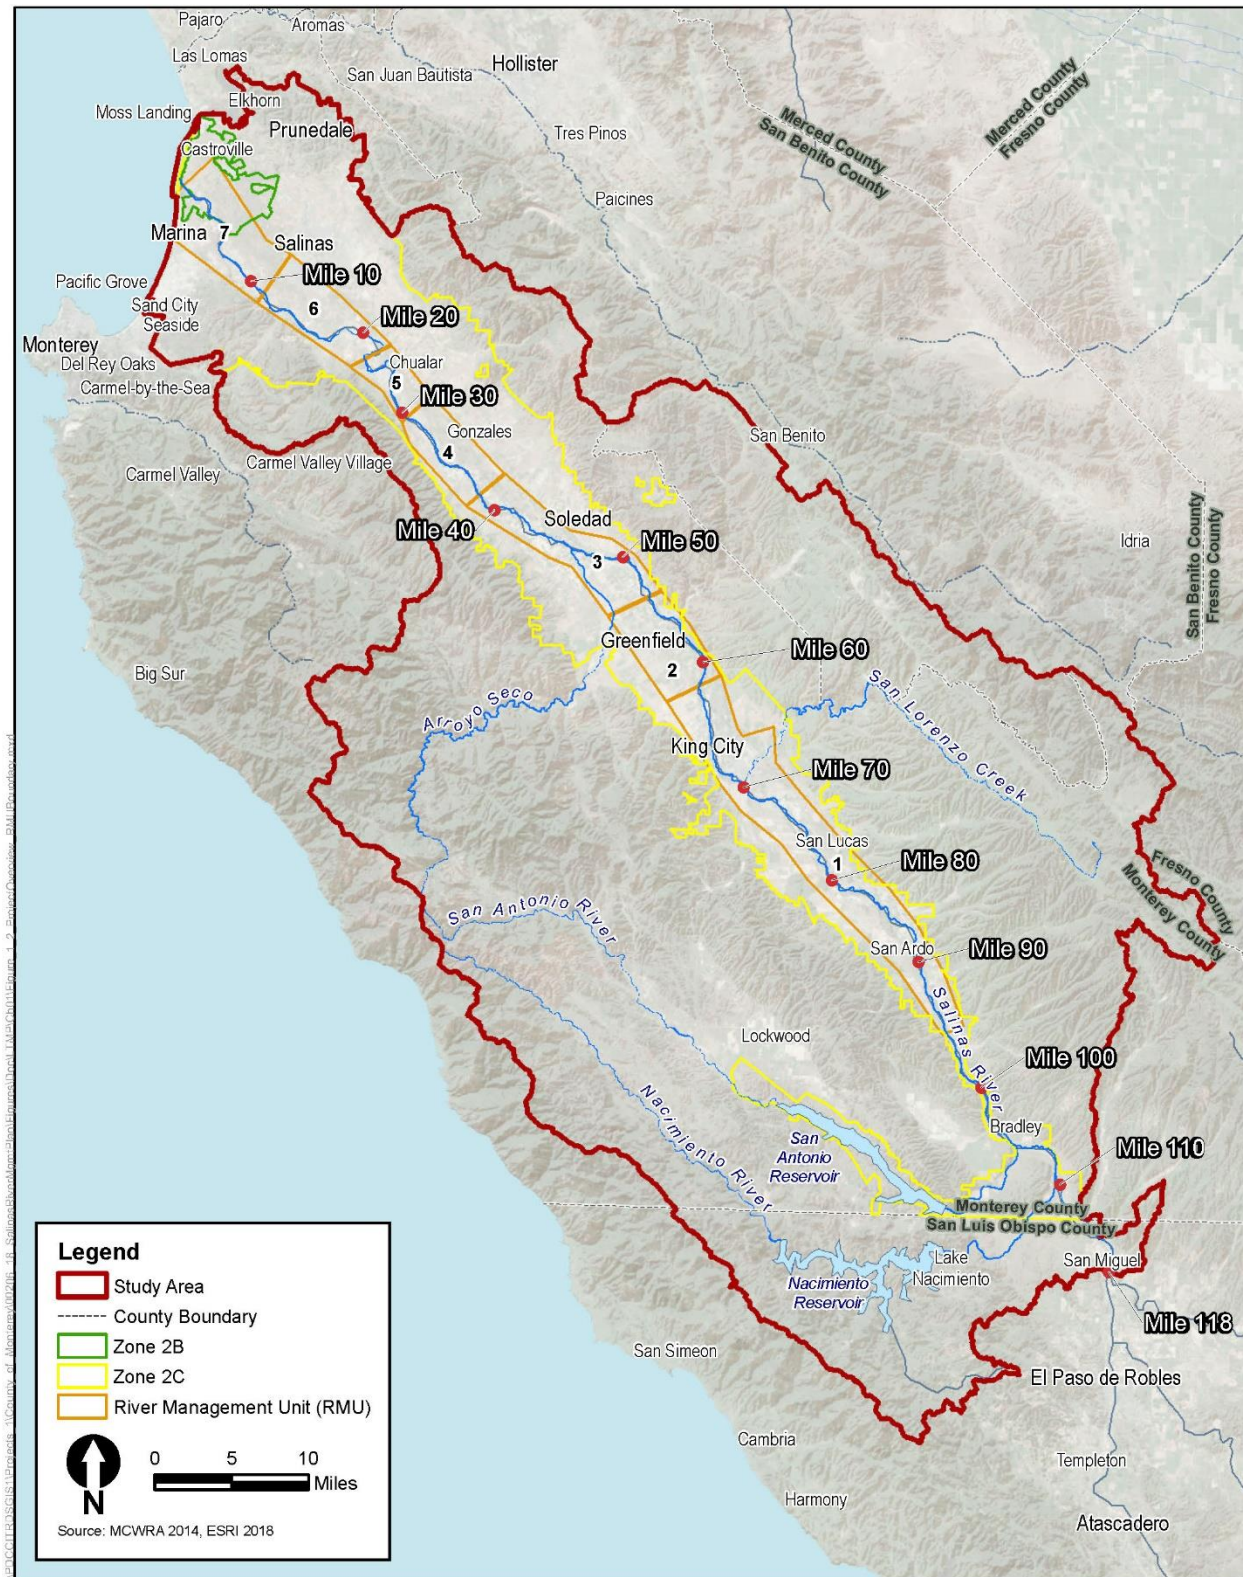 Pajaro
Aromas
Las Lomas
San Juan Bautista
Hollister
Elkhorn
Moss Landing
Prunedale
Tres Pinos
Merced County
San Benito County
Merced County
Fresno County
Castroville
Paicines
Marina
7
Salinas
Pacific Grove
Mile 10
Sand City
Seaside
6
Mile 20
Monterey
Del Rey Oaks
Carmel-by-the-Sea
Chualar
5
Mile 30
Gonzales
4
San Benito
Carmel Valley
Carmel Valley Village
Mile 40
Soledad
Mile 50
3
Idria
San Benito County
Fresno County
Greenfield
Mile 60
2
Big Sur
Arroyo Seco
San Lorenzo Creek
King City
Mile 70
San Lucas
1
Mile 80
Fresno County
Monterey County
San Antonio River
San Ardo
Mile 90
Salinas River
Lockwood
Mile 100
Nacimiento River
Bradley
San
Antonio
Reservoir
Mile 110
Monterey County
San Luis Obispo County
Lake
Nacimiento
San Miguel
Nacimiento
Reservoir
Mile 118
San Simeon
El Paso de Robles
Cambria
Templeton
Harmony
Atascadero
Legend
Study Area
County Boundary
Zone 2B
Zone 2C
River Management Unit (RMU)
N
0 5 10
Miles
Source: MCWRA 2014, ESRI 2018